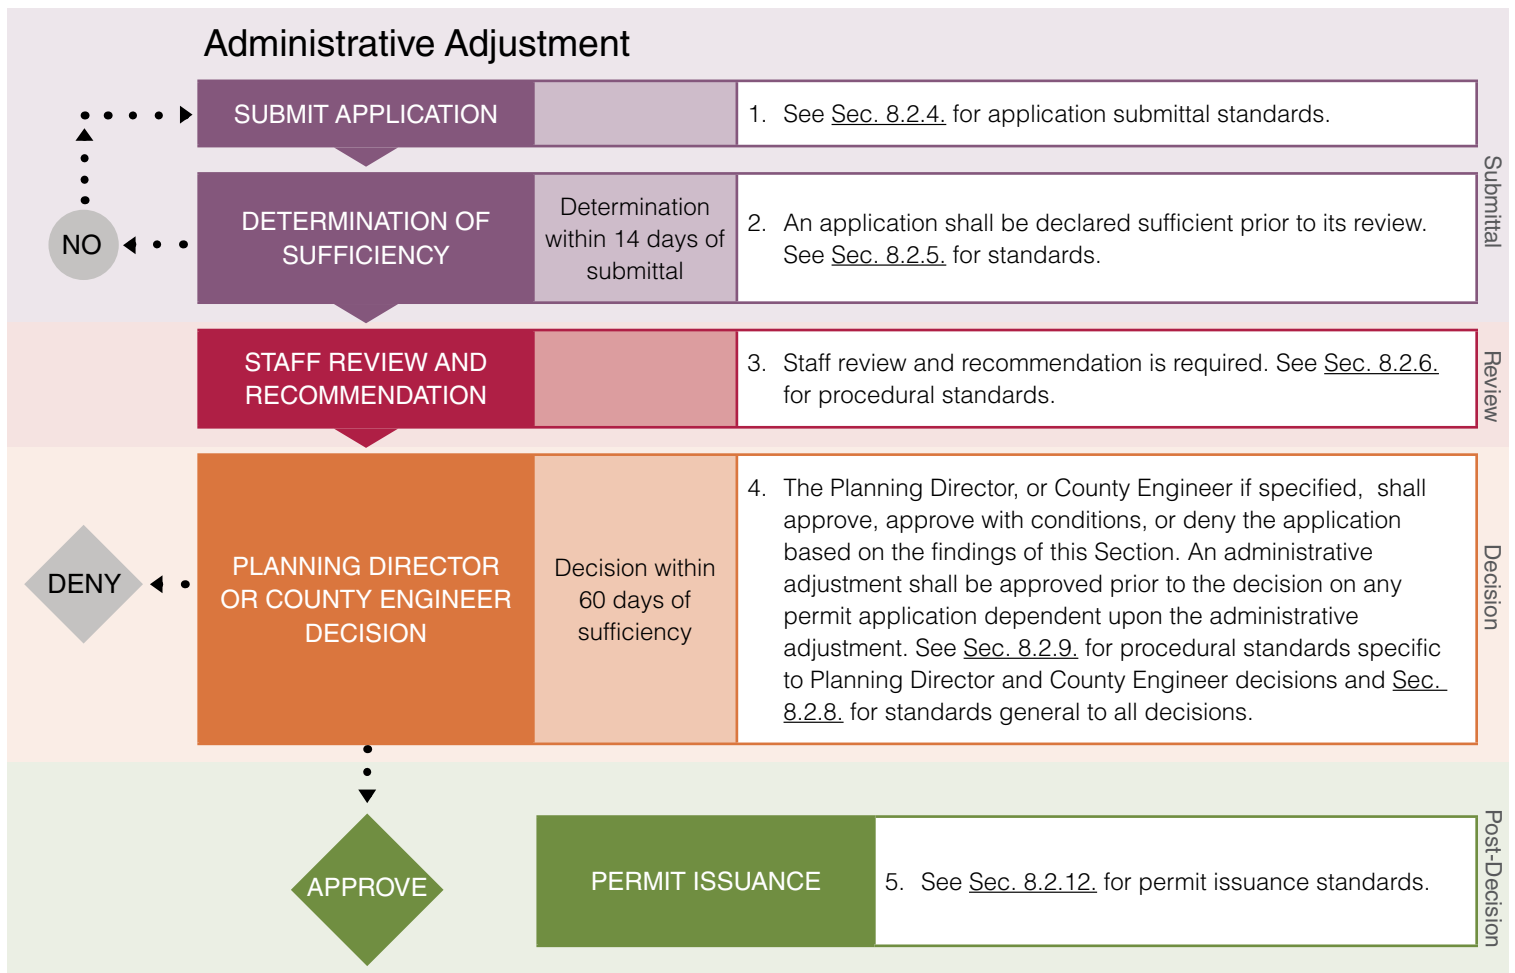 Administrative Adjustment
SUBMIT APPLICATION
1. See Sec. 8.2.4. for application submittal standards.
Submittal
NO
DETERMINATION OF
SUFFICIENCY
Determination
within 14 days of
submittal
2. An application shall be declared sufficient prior to its review.
See Sec. 8.2.5. for standards.
STAFF REVIEW AND
RECOMMENDATION
3. Staff review and recommendation is required. See Sec. 8.2.6.
for procedural standards.
Review
DENY
PLANNING DIRECTOR
OR COUNTY ENGINEER
DECISION
Decision within
60 days of
sufficiency
4. The Planning Director, or County Engineer if specified, shall
approve, approve with conditions, or deny the application
based on the findings of this Section. An administrative
adjustment shall be approved prior to the decision on any
permit application dependent upon the administrative
adjustment. See Sec. 8.2.9. for procedural standards specific
to Planning Director and County Engineer decisions and Sec.
8.2.8. for standards general to all decisions.
Decision
APPROVE
PERMIT ISSUANCE
5. See Sec. 8.2.12. for permit issuance standards.
Post-Decision